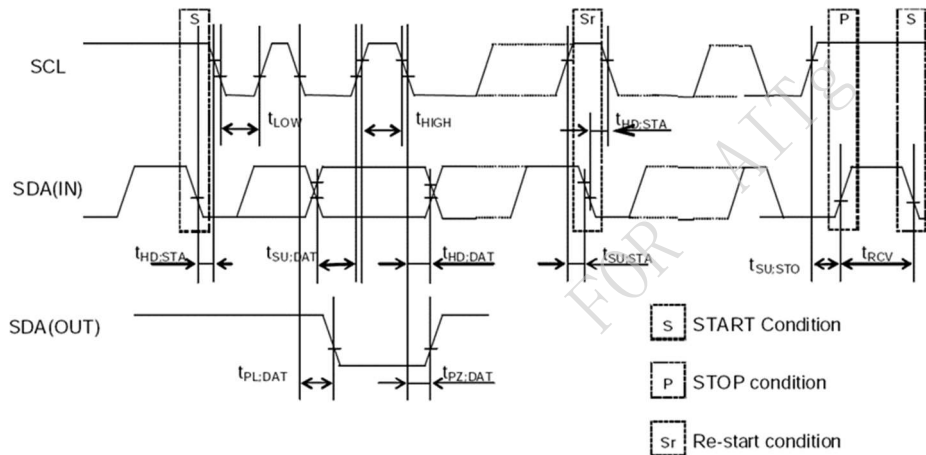 S Sr P S
SCL
tLOW tHIGH tHD:STA
SDA(IN)
tHD:STA tSU:DAT tHD:DAT tSU:STA tSU:STO tRCV
SDA(OUT)
tPL:DAT tPZ:DAT
S START Condition
P STOP condition
Sr Re-start condition
FOR AITg